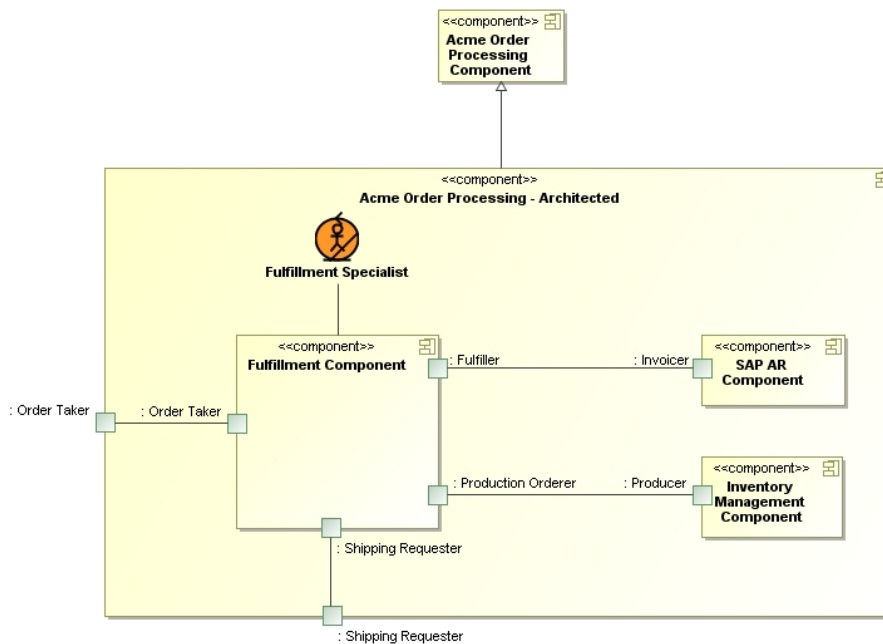 <<component>>
Acme Order
Processing
Component
<<component>>
Acme Order Processing - Architected
Fulfillment Specialist
<<component>>
Fulfillment Component
: Fulfiller
: Invoicer
<<component>>
SAP AR
Component
: Order Taker
: Order Taker
: Production Orderer
: Producer
<<component>>
Inventory
Management
Component
: Shipping Requester
: Shipping Requester